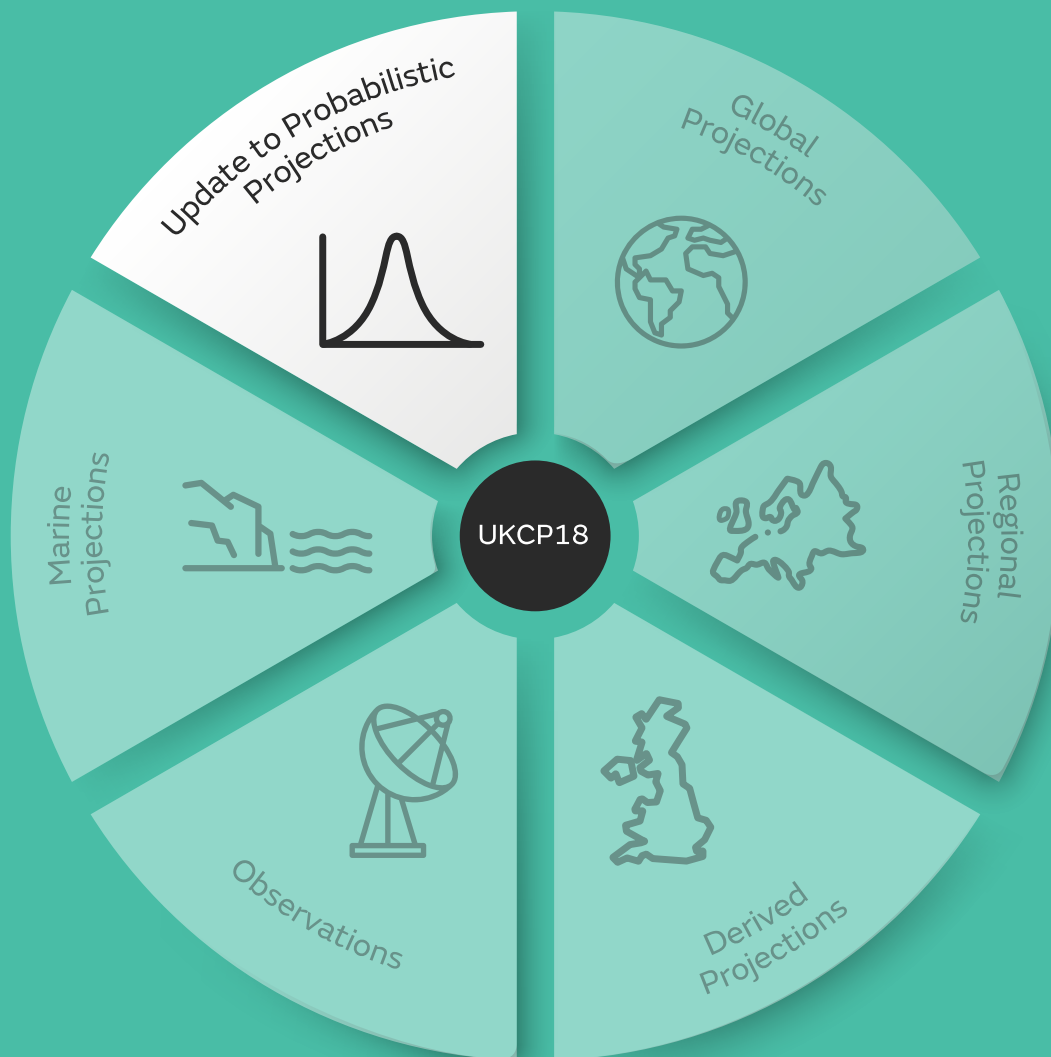 Update to Probabilistic
Projections
Global
Projections
Regional
Projections
Derived
Projections
Observations
Marine
Projections
UKCP18